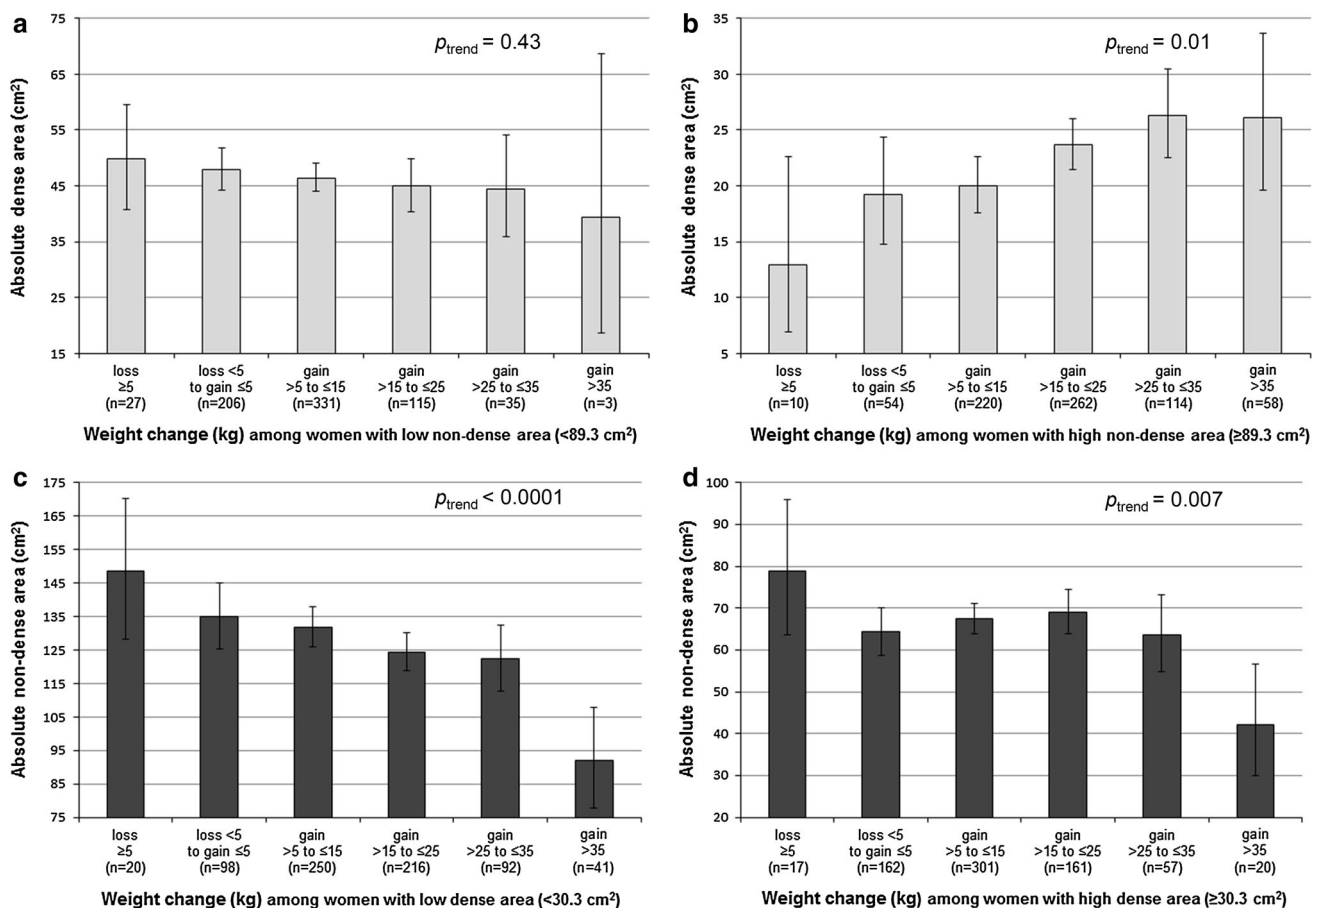 a
p trend = 0.43
Absolute dense area (cm²)
75
65
55
45
35
25
15
loss ≥5 (n=27)
loss <5 to gain ≤5 (n=206)
gain >5 to ≤15 (n=331)
gain >15 to ≤25 (n=115)
gain >25 to ≤35 (n=35)
gain >35 (n=3)
Weight change (kg) among women with low non-dense area (<89.3 cm²)
b
p trend = 0.01
Absolute dense area (cm²)
35
30
25
20
15
10
5
loss ≥5 (n=10)
loss <5 to gain ≤5 (n=54)
gain >5 to ≤15 (n=220)
gain >15 to ≤25 (n=262)
gain >25 to ≤35 (n=114)
gain >35 (n=58)
Weight change (kg) among women with high non-dense area (≥89.3 cm²)
c
p trend < 0.0001
Absolute non-dense area (cm²)
175
165
155
145
135
125
115
105
95
85
75
loss ≥5 (n=20)
loss <5 to gain ≤5 (n=98)
gain >5 to ≤15 (n=250)
gain >15 to ≤25 (n=216)
gain >25 to ≤35 (n=92)
gain >35 (n=41)
Weight change (kg) among women with low dense area (<30.3 cm²)
d
p trend = 0.007
Absolute non-dense area (cm²)
100
90
80
70
60
50
40
30
20
loss ≥5 (n=17)
loss <5 to gain ≤5 (n=162)
gain >5 to ≤15 (n=301)
gain >15 to ≤25 (n=161)
gain >25 to ≤35 (n=57)
gain >35 (n=20)
Weight change (kg) among women with high dense area (≥30.3 cm²)